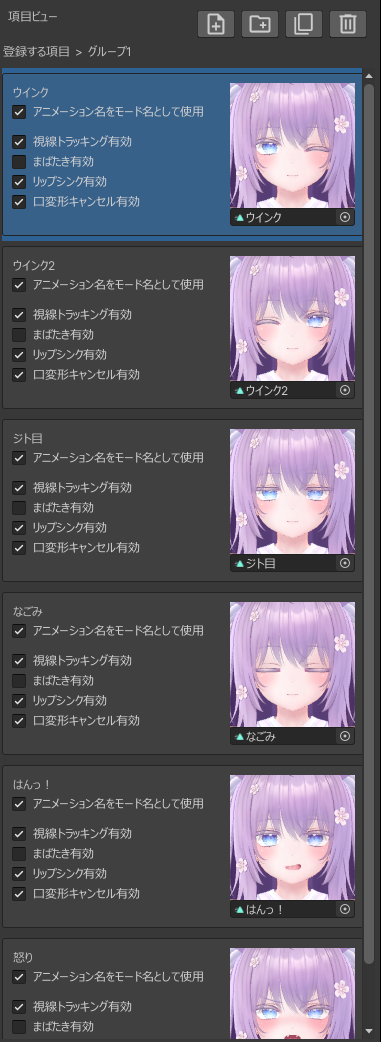 項目ビュー
登録する項目 > グループ1
ウインク
アニメーション名をモード名として使用
視線トラッキング有効
まばたき有効
リップシンク有効
口変形キャンセル有効
ウインク
ウインク2
アニメーション名をモード名として使用
視線トラッキング有効
まばたき有効
リップシンク有効
口変形キャンセル有効
ウインク2
ジト目
アニメーション名をモード名として使用
視線トラッキング有効
まばたき有効
リップシンク有効
口変形キャンセル有効
ジト目
なごみ
アニメーション名をモード名として使用
視線トラッキング有効
まばたき有効
リップシンク有効
口変形キャンセル有効
なごみ
はんっ！
アニメーション名をモード名として使用
視線トラッキング有効
まばたき有効
リップシンク有効
口変形キャンセル有効
はんっ！
怒り
アニメーション名をモード名として使用
視線トラッキング有効
まばたき有効